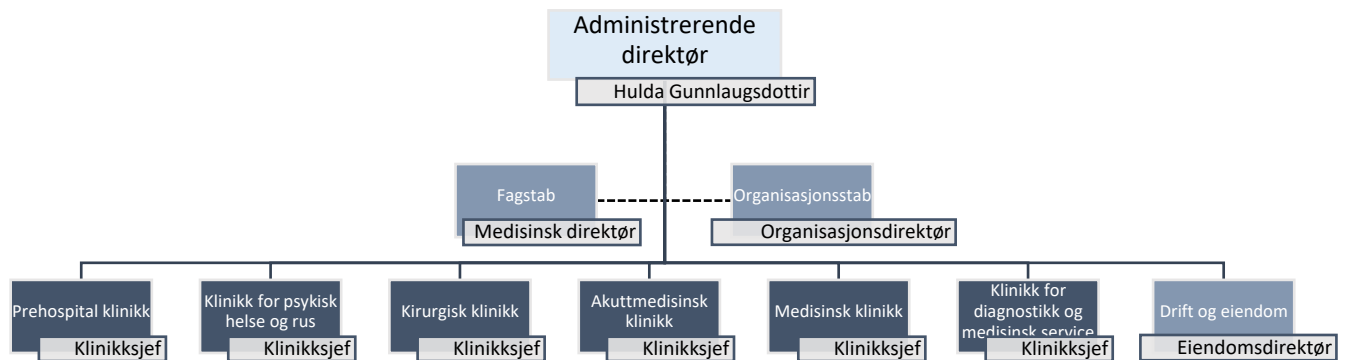 Administrerende
direktør
Hulda Gunnlaugsdottir
Fagstab
Medisinsk direktør
Organisasjonsstab
Organisasjonsdirektør
Prehospital klinikk
Klinikksjef
Klinikk for psykisk
helse og rus
Klinikksjef
Kirurgisk klinikk
Klinikksjef
Akuttmedisinsk
klinikk
Klinikksjef
Medisinsk klinikk
Klinikksjef
Klinikk for
diagnostikk og
medisinsk service
Klinikksjef
Drift og eiendom
Eiendomsdirektør